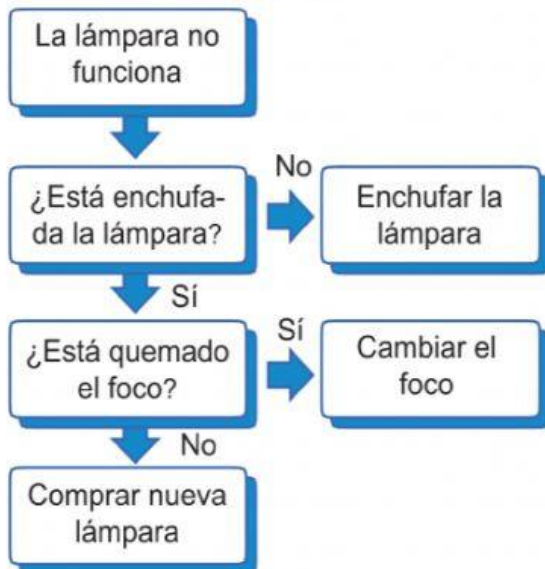 La lámpara no
funciona
¿Está enchufa-
da la lámpara?
No
Enchufar la
lámpara
Sí
¿Está quemado
el foco?
Sí
Cambiar el
foco
No
Comprar nueva
lámpara